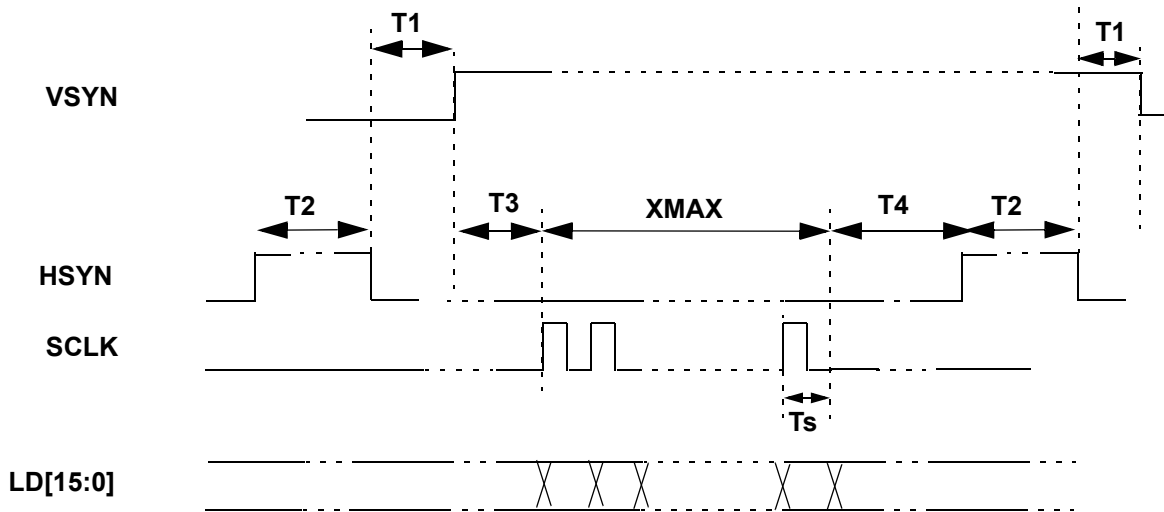 T1
T1
VSYN
T2
T3
XMAX
T4
T2
HSYN
SCLK
Ts
LD[15:0]